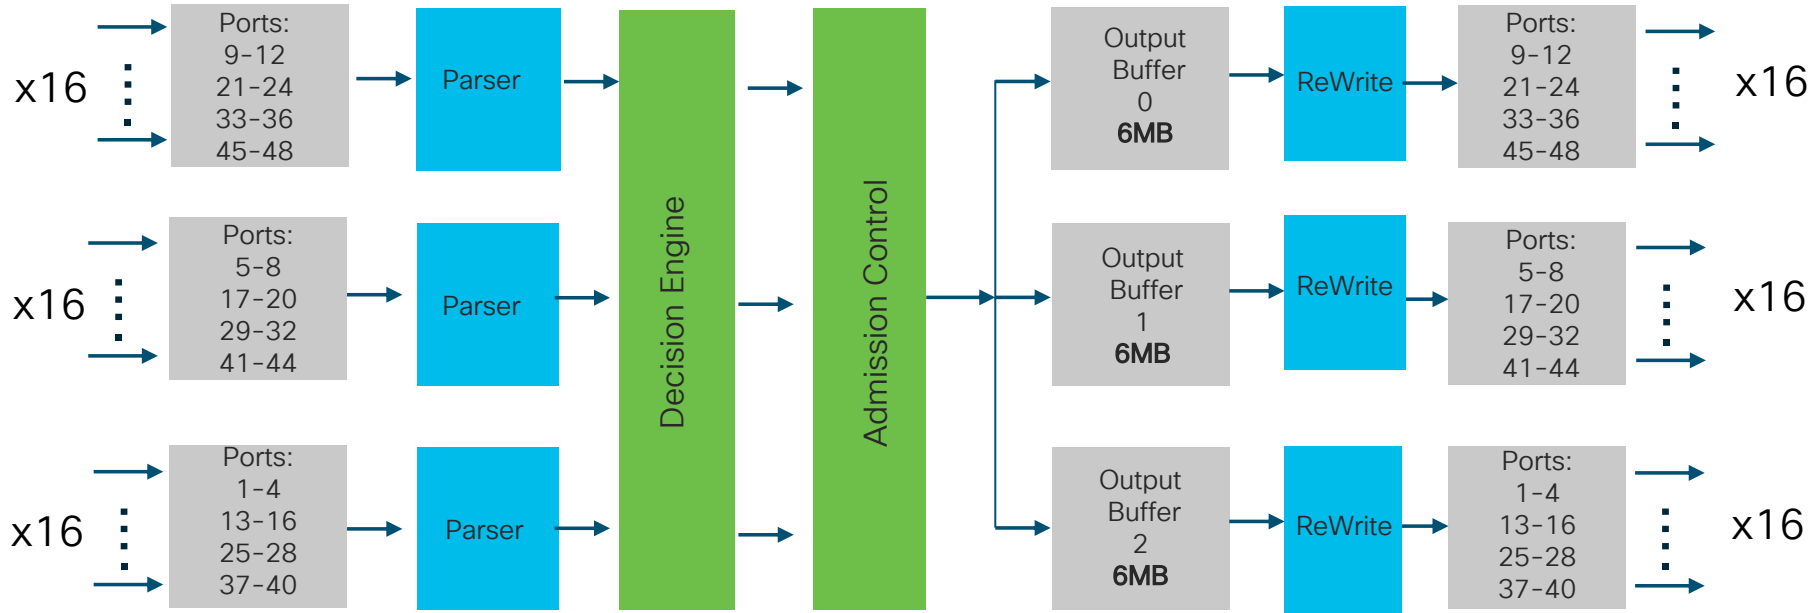 x16
Ports:
9-12
21-24
33-36
45-48
Parser
x16
Ports:
5-8
17-20
29-32
41-44
Parser
x16
Ports:
1-4
13-16
25-28
37-40
Parser
Decision Engine
Admission Control
Output
Buffer
0
6MB
ReWrite
Ports:
9-12
21-24
33-36
45-48
x16
Output
Buffer
1
6MB
ReWrite
Ports:
5-8
17-20
29-32
41-44
x16
Output
Buffer
2
6MB
ReWrite
Ports:
1-4
13-16
25-28
37-40
x16